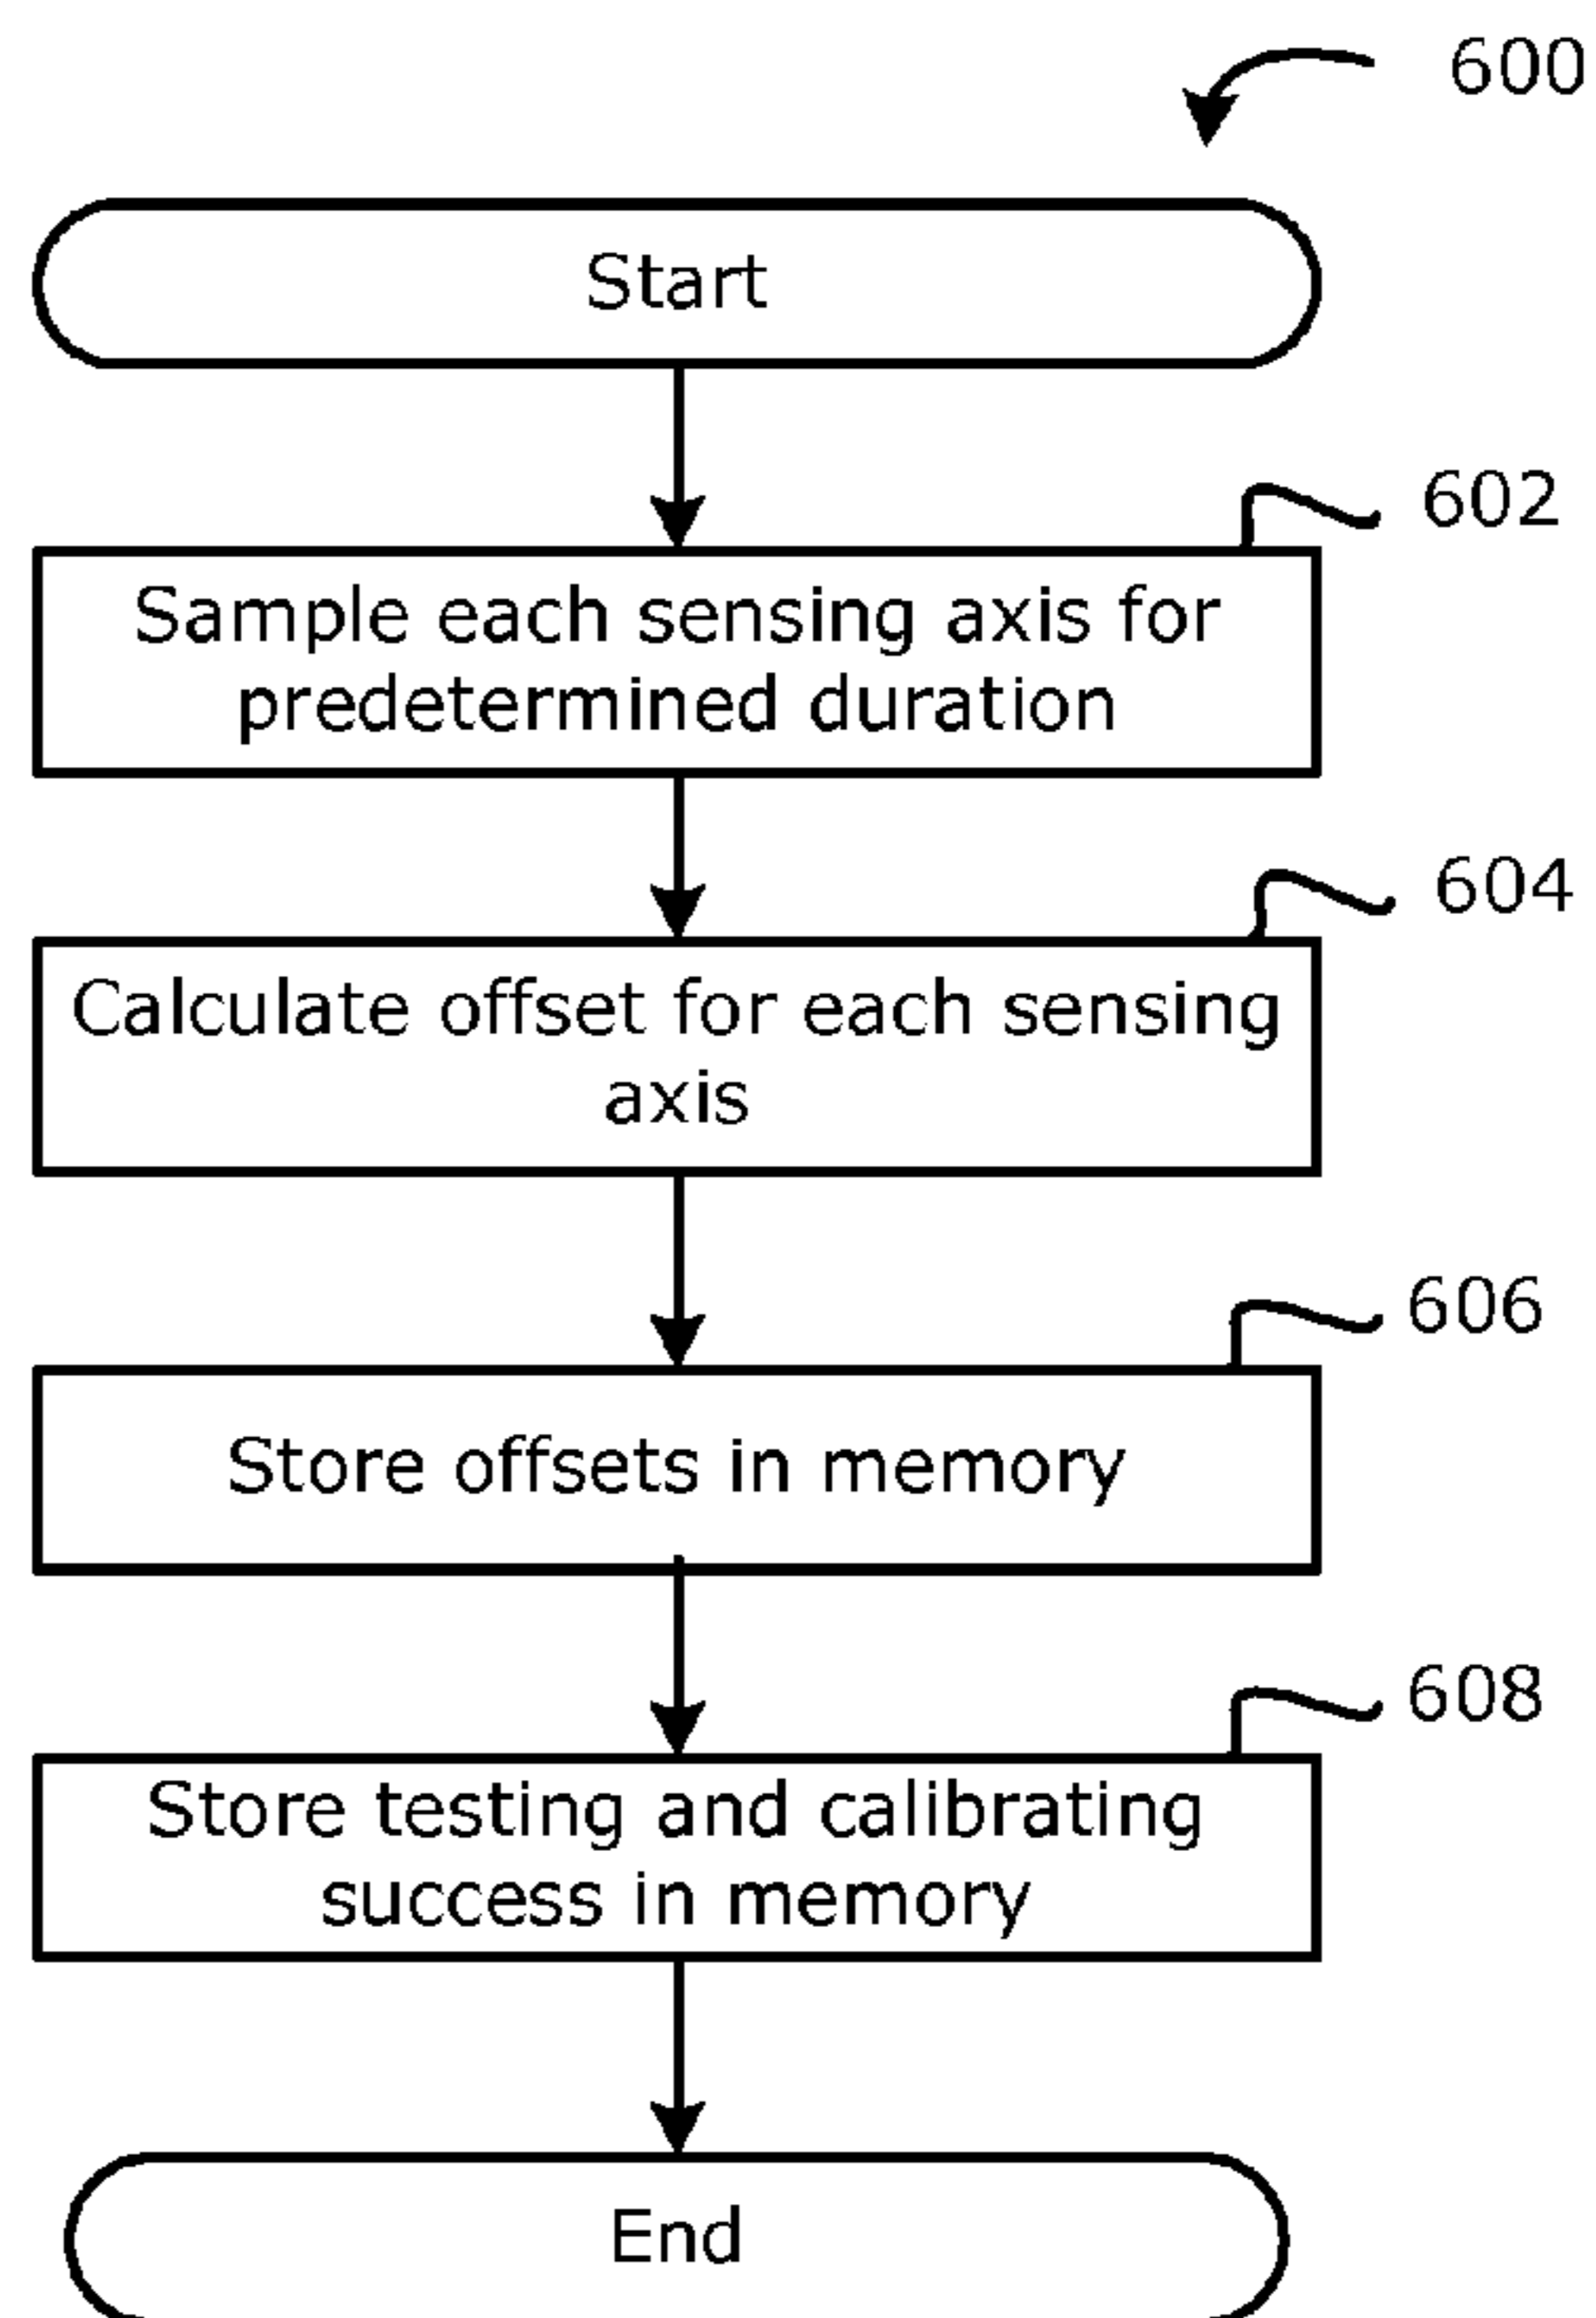 600
Start
602
Sample each sensing axis for
predetermined duration
604
Calculate offset for each sensing
axis
606
Store offsets in memory
608
Store testing and calibrating
success in memory
End